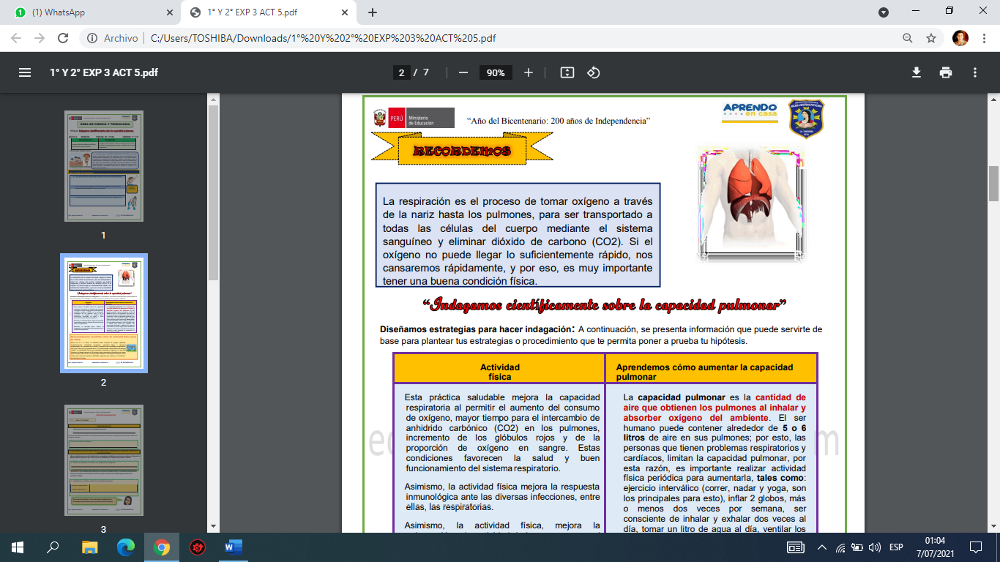 (1) WhatsApp
1° Y 2° EXP 3 ACT 5.pdf
Archivo
C:/Users/TOSHIBA/Downloads/1°%20Y%202°%20EXP%203%20ACT%205.pdf
1° Y 2° EXP 3 ACT 5.pdf
2 / 7
90%
1
2
3
PERÚ
Ministerio
de Educación
“Año del Bicentenario: 200 años de Independencia”
APRENDO
en casa
RECORDEMOS
La respiración es el proceso de tomar oxígeno a través
de la nariz hasta los pulmones, para ser transportado a
todas las células del cuerpo mediante el sistema
sanguíneo y eliminar dióxido de carbono (CO2). Si el
oxígeno no puede llegar lo suficientemente rápido, nos
cansaremos rápidamente, y por eso, es muy importante
tener una buena condición física.
“Indagamos científicamente sobre la capacidad pulmonar”
Diseñamos estrategias para hacer indagación: A continuación, se presenta información que puede servirte de
base para plantear tus estrategias o procedimiento que te permita poner a prueba tu hipótesis.
Actividad
física
Esta práctica saludable mejora la capacidad
respiratoria al permitir el aumento del consumo
de oxígeno, mayor tiempo para el intercambio de
anhidrido carbónico (CO2) en los pulmones,
incremento de los glóbulos rojos y de la
proporción de oxígeno en sangre. Estas
condiciones favorecen la salud y buen
funcionamiento del sistema respiratorio.
Asimismo, la actividad física mejora la respuesta
inmunológica ante las diversas infecciones, entre
ellas, las respiratorias.
Asimismo, la actividad física, mejora la
Aprendemos cómo aumentar la capacidad
pulmonar
La capacidad pulmonar es la cantidad de
aire que obtienen los pulmones al inhalar y
absorber oxígeno del ambiente. El ser
humano puede contener alrededor de 5 o 6
litros de aire en sus pulmones; por esto, las
personas que tienen problemas respiratorios y
cardíacos, limitan la capacidad pulmonar, por
esta razón, es importante realizar actividad
física periódica para aumentarla, tales como:
ejercicio interválico (correr, nadar y yoga, son
los principales para esto), inflar 2 globos, más
o menos dos veces por semana, ser
consciente de inhalar y exhalar dos veces al
día, tomar un litro de agua al día, ventilar los
ESP
01:04
7/07/2021